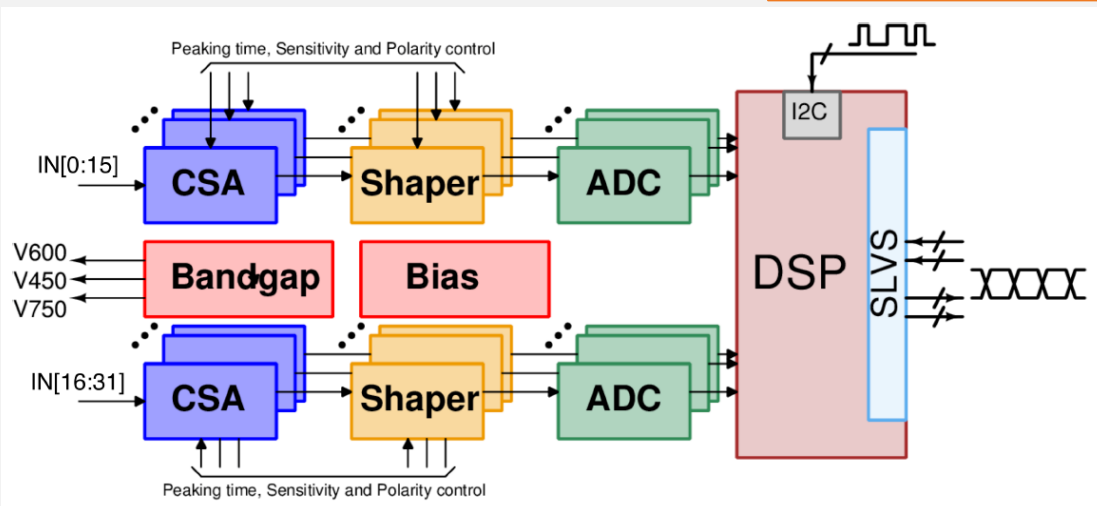 Peaking time, Sensitivity and Polarity control
I2C
IN[0:15]
CSA
Shaper
ADC
V600
V450
V750
Bandgap
Bias
DSP
SLVS
IN[16:31]
CSA
Shaper
ADC
Peaking time, Sensitivity and Polarity control